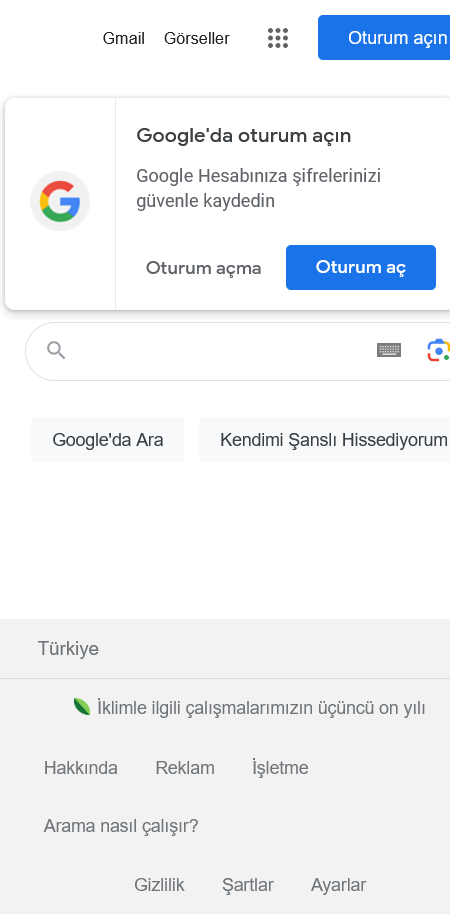 Gmail Görseller Oturum açın
Google'da oturum açın
Google Hesabınıza şifrelerinizi
güvenle kaydedin
Oturum açma Oturum aç
Google'da Ara Kendimi Şanslı Hissediyorum
Türkiye
İklimle ilgili çalışmalarımızın üçüncü on yılı
Hakkında Reklam İşletme
Arama nasıl çalışır?
Gizlilik Şartlar Ayarlar